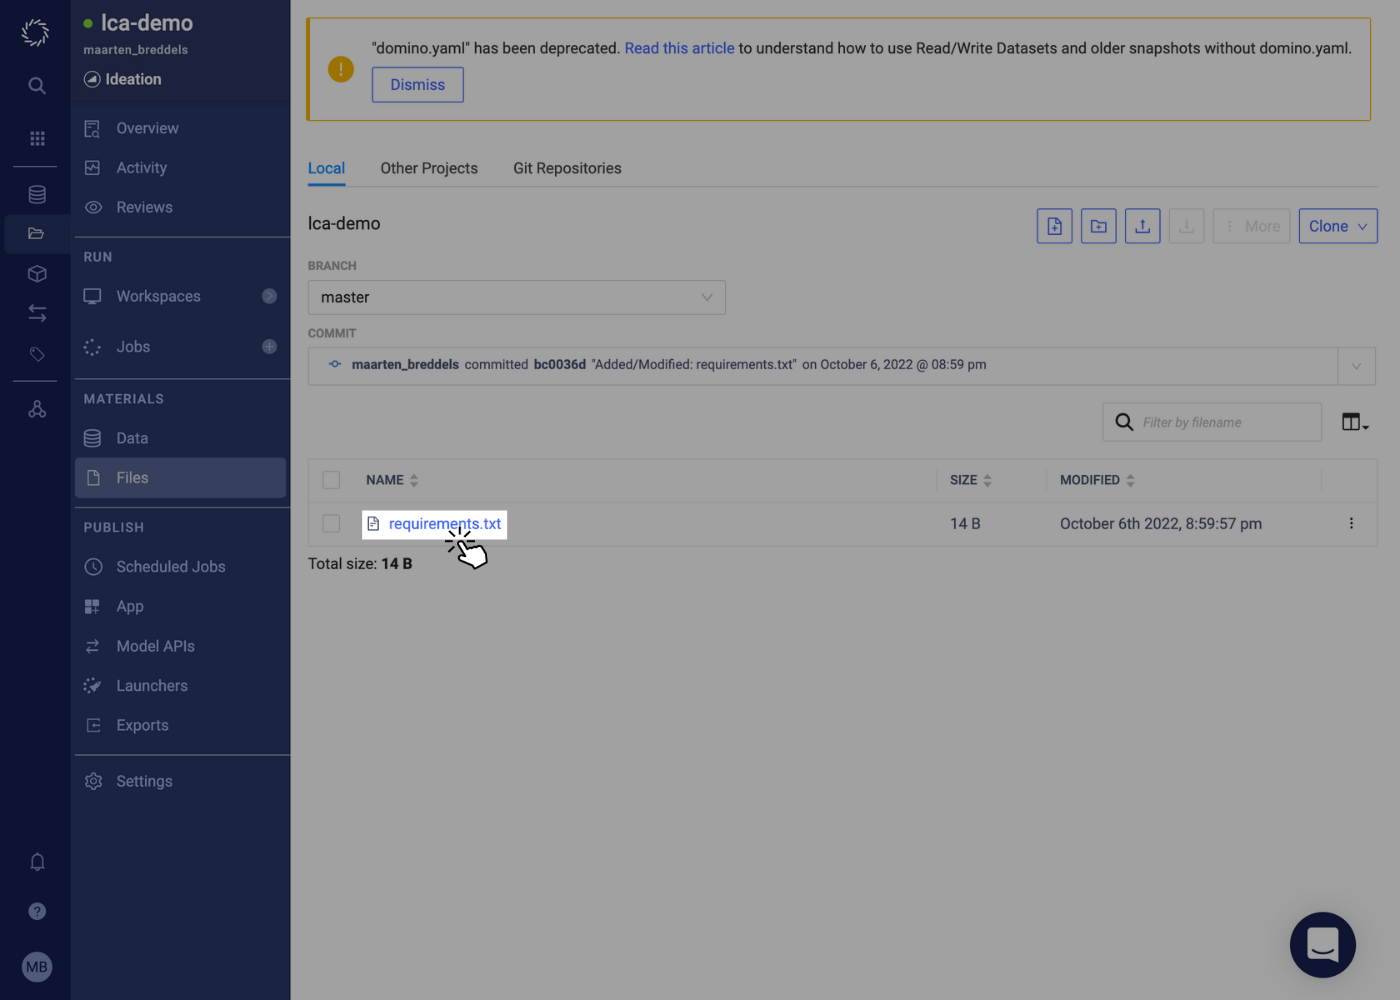 lca-demo
maarten_breddels
Ideation
Overview
Activity
Reviews
RUN
Workspaces
Jobs
MATERIALS
Data
Files
PUBLISH
Scheduled Jobs
App
Model APIs
Launchers
Exports
Settings
MB
"domino.yaml" has been deprecated. Read this article to understand how to use Read/Write Datasets and older snapshots without domino.yaml.
Dismiss
Local Other Projects Git Repositories
lca-demo
More
Clone
BRANCH
master
COMMIT
maarten_breddels committed bc0036d "Added/Modified: requirements.txt" on October 6, 2022 @ 08:59 pm
Filter by filename
NAME SIZE MODIFIED
requirements.txt 14 B October 6th 2022, 8:59:57 pm
Total size: 14 B